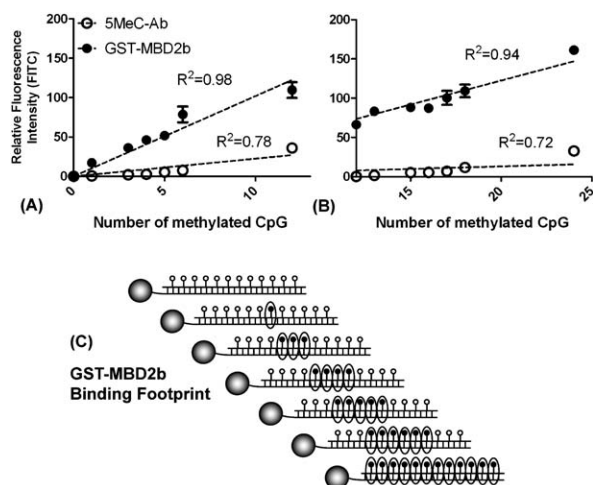 5MeC-Ab
GST-MBD2b
Relative Fluorescence
Intensity (FITC)
200
150
100
50
0
R²=0.98
R²=0.78
0
5
10
(A)
Number of methylated CpG
200
150
100
50
0
R²=0.94
R²=0.72
15
20
25
(B)
Number of methylated CpG
(C)
GST-MBD2b
Binding Footprint